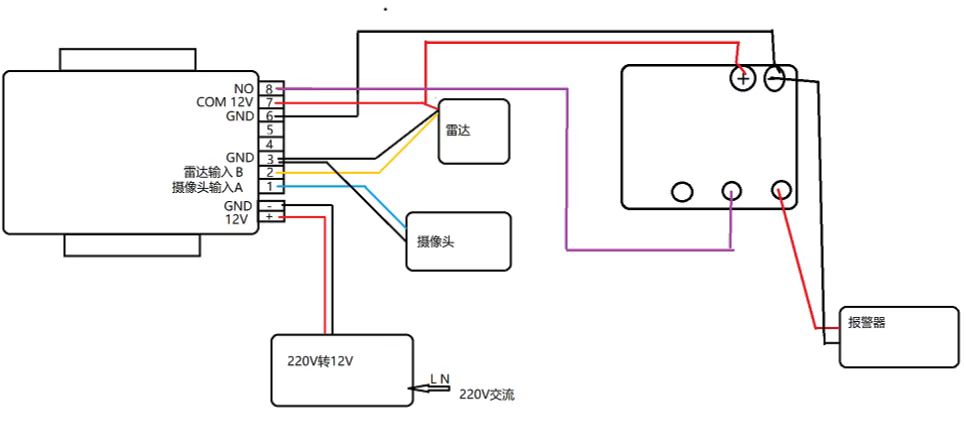 NO 8
COM 12V 7
GND 6
5
4
GND 3
雷达输入 B 2
摄像头输入A 1
GND -
12V +
雷达
摄像头
+ -
报警器
220V转12V
L N
220V交流